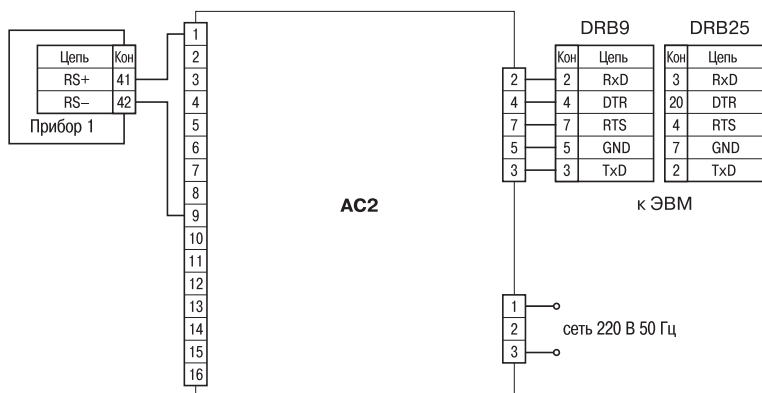 Прибор 1
Цепь Кон
RS+ 41
RS– 42
1
2
3
4
5
6
7
8
9
10
11
12
13
14
15
16
AC2
2
4
7
5
3
DRB9
Кон Цепь
2 RxD
4 DTR
7 RTS
5 GND
3 TxD
DRB25
Кон Цепь
3 RxD
20 DTR
4 RTS
7 GND
2 TxD
к ЭВМ
1
2
3
сеть 220 В 50 Гц